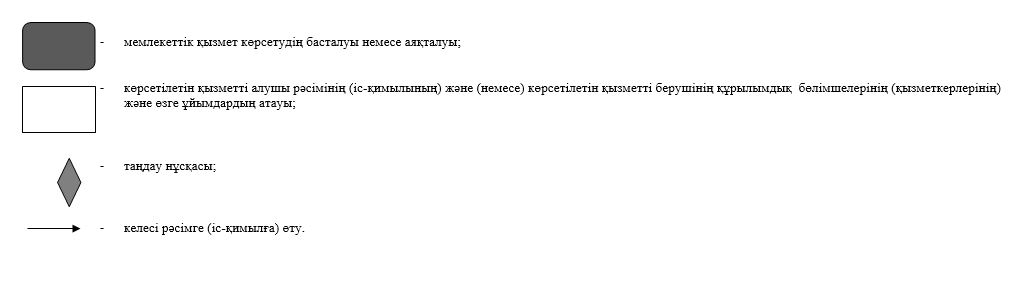 - мемлекеттік қызмет көрсетудің басталуы немесе аяқталуы;
- көрсетілетін қызметті алушы рәсімінің (іс-қимылының) және (немесе) көрсетілетін қызметті берушінің құрылымдық бөлімшелерінің (қызметкерлерінің)
және өзге ұйымдардың атауы;
- таңдау нұсқасы;
- келесі рәсімге (іс-қимылға) өту.